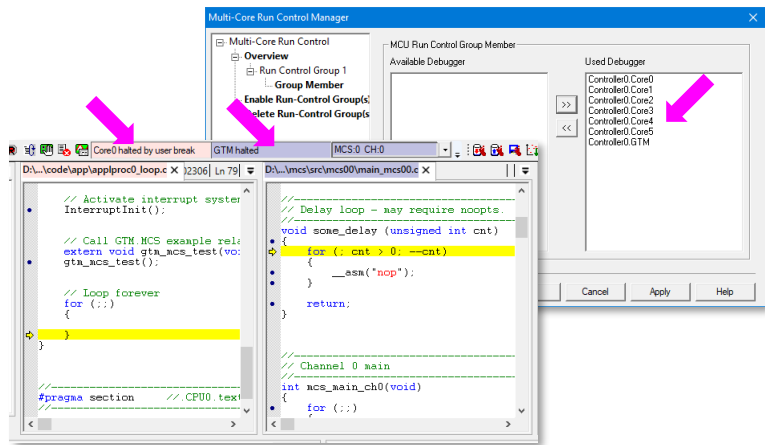 Multi-Core Run Control Manager
Multi-Core Run Control
Overview
Run Control Group 1
Group Member
Enable Run-Control Group(s)
Delete Run-Control Group(s
MCU Run Control Group Member
Available Debugger
Used Debugger
Controller0.Core0
Controller0.Core1
Controller0.Core2
Controller0.Core3
Controller0.Core4
Controller0.Core5
Controller0.GTM
>>
<<
Cancel
Apply
Help
Core0 halted by user break
GTM halted
MCS:0 CH:0
D:\...\code\app\applproc0_loop.c X
02306
Ln 79
// Activate interrupt system
InterruptInit();
// Call GTM.MCS example rela
extern void gtm_mcs_test(voi
gtm_mcs_test();
// Loop forever
for (;;)
{
}
}
//
#pragma section //.CPU0.text
//
D:\...\mcs\src\mcs00\main_mcs00.c X
//
// Delay loop - may require noopts.
//
void some_delay (unsigned int cnt)
{
for (; cnt > 0; --cnt)
{
__asm("nop");
}
return;
}
//
// Channel 0 main
//
int mcs_main_ch0(void)
{
for (;;)